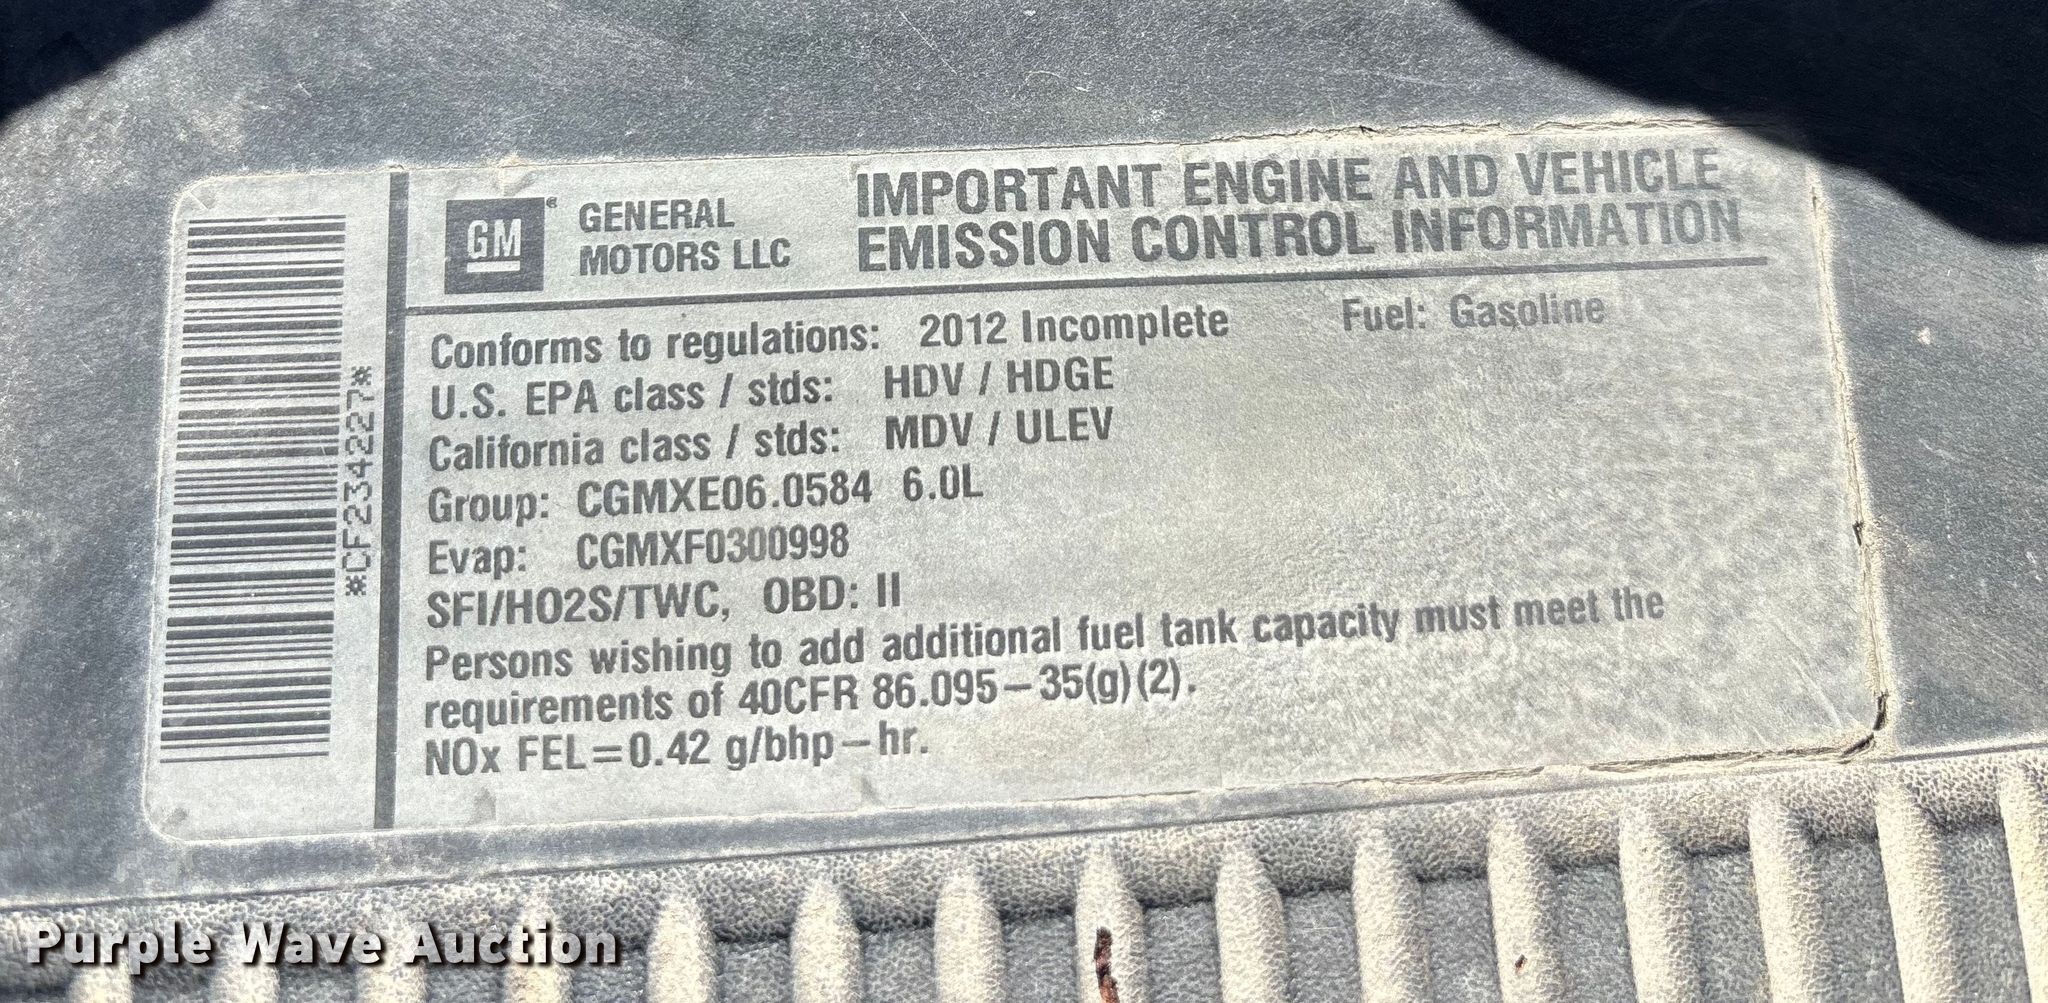 *CF2342227*
GM
GENERAL
MOTORS LLC
IMPORTANT ENGINE AND VEHICLE
EMISSION CONTROL INFORMATION
Conforms to regulations: 2012 Incomplete Fuel: Gasoline
U.S. EPA class / stds: HDV / HDGE
California class / stds: MDV / ULEV
Group: CGMXE06.0584 6.0L
Evap: CGMXF0300998
SFI/HO2S/TWC, OBD: II
Persons wishing to add additional fuel tank capacity must meet the
requirements of 40CFR 86.095–35(g)(2).
NOx FEL=0.42 g/bhp–hr.
Purple Wave Auction